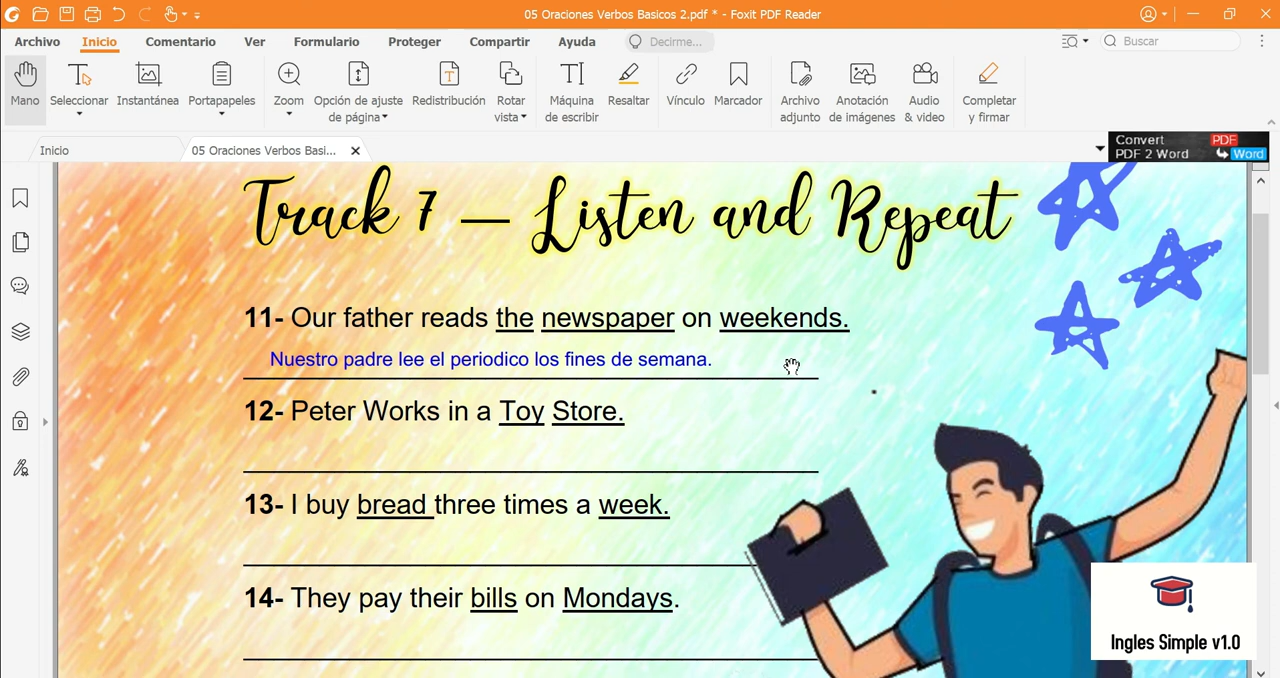 05 Oraciones Verbos Basicos 2.pdf * - Foxit PDF Reader
Archivo Inicio Comentario Ver Formulario Proteger Compartir Ayuda Decirme... Buscar
Mano Seleccionar Instantánea Portapapeles Zoom Opción de ajuste de página Redistribución Rotar vista Máquina de escribir Resaltar Vínculo Marcador Archivo adjunto Anotación de imágenes Audio & video Completar y firmar
Inicio 05 Oraciones Verbos Basi...
Convert PDF
PDF 2 Word Word
Track 7 — Listen and Repeat
11- Our father reads the newspaper on weekends.
Nuestro padre lee el periodico los fines de semana.
12- Peter Works in a Toy Store.
13- I buy bread three times a week.
14- They pay their bills on Mondays.
Ingles Simple v1.0